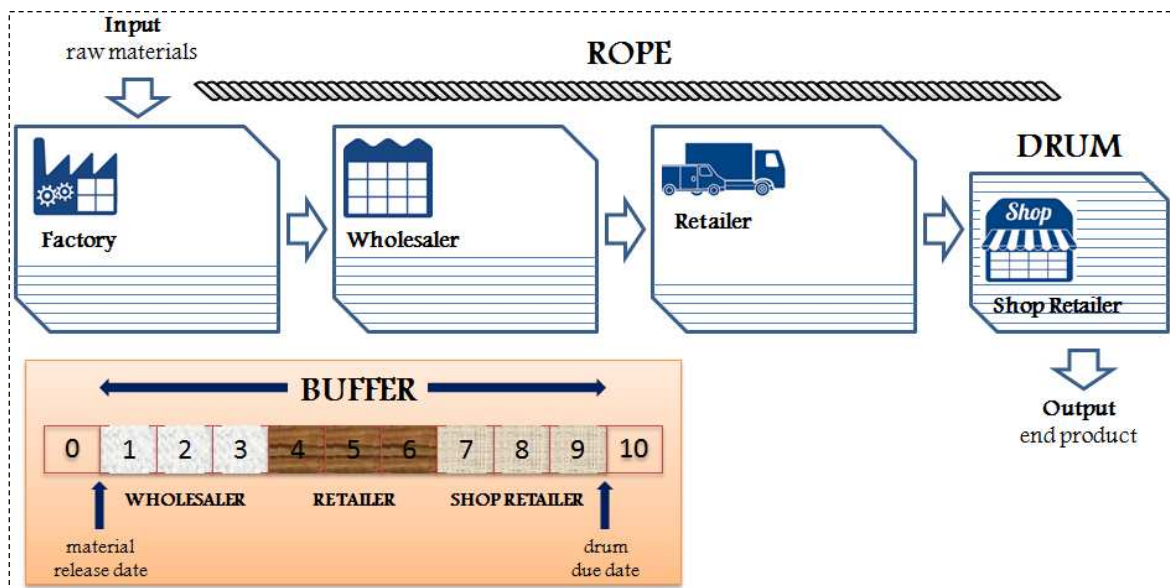 Input
raw materials
ROPE
DRUM
Factory
Wholesaler
Retailer
Shop
Shop Retailer
BUFFER
0 1 2 3 4 5 6 7 8 9 10
WHOLESALER RETAILER SHOP RETAILER
material
release date
drum
due date
Output
end product